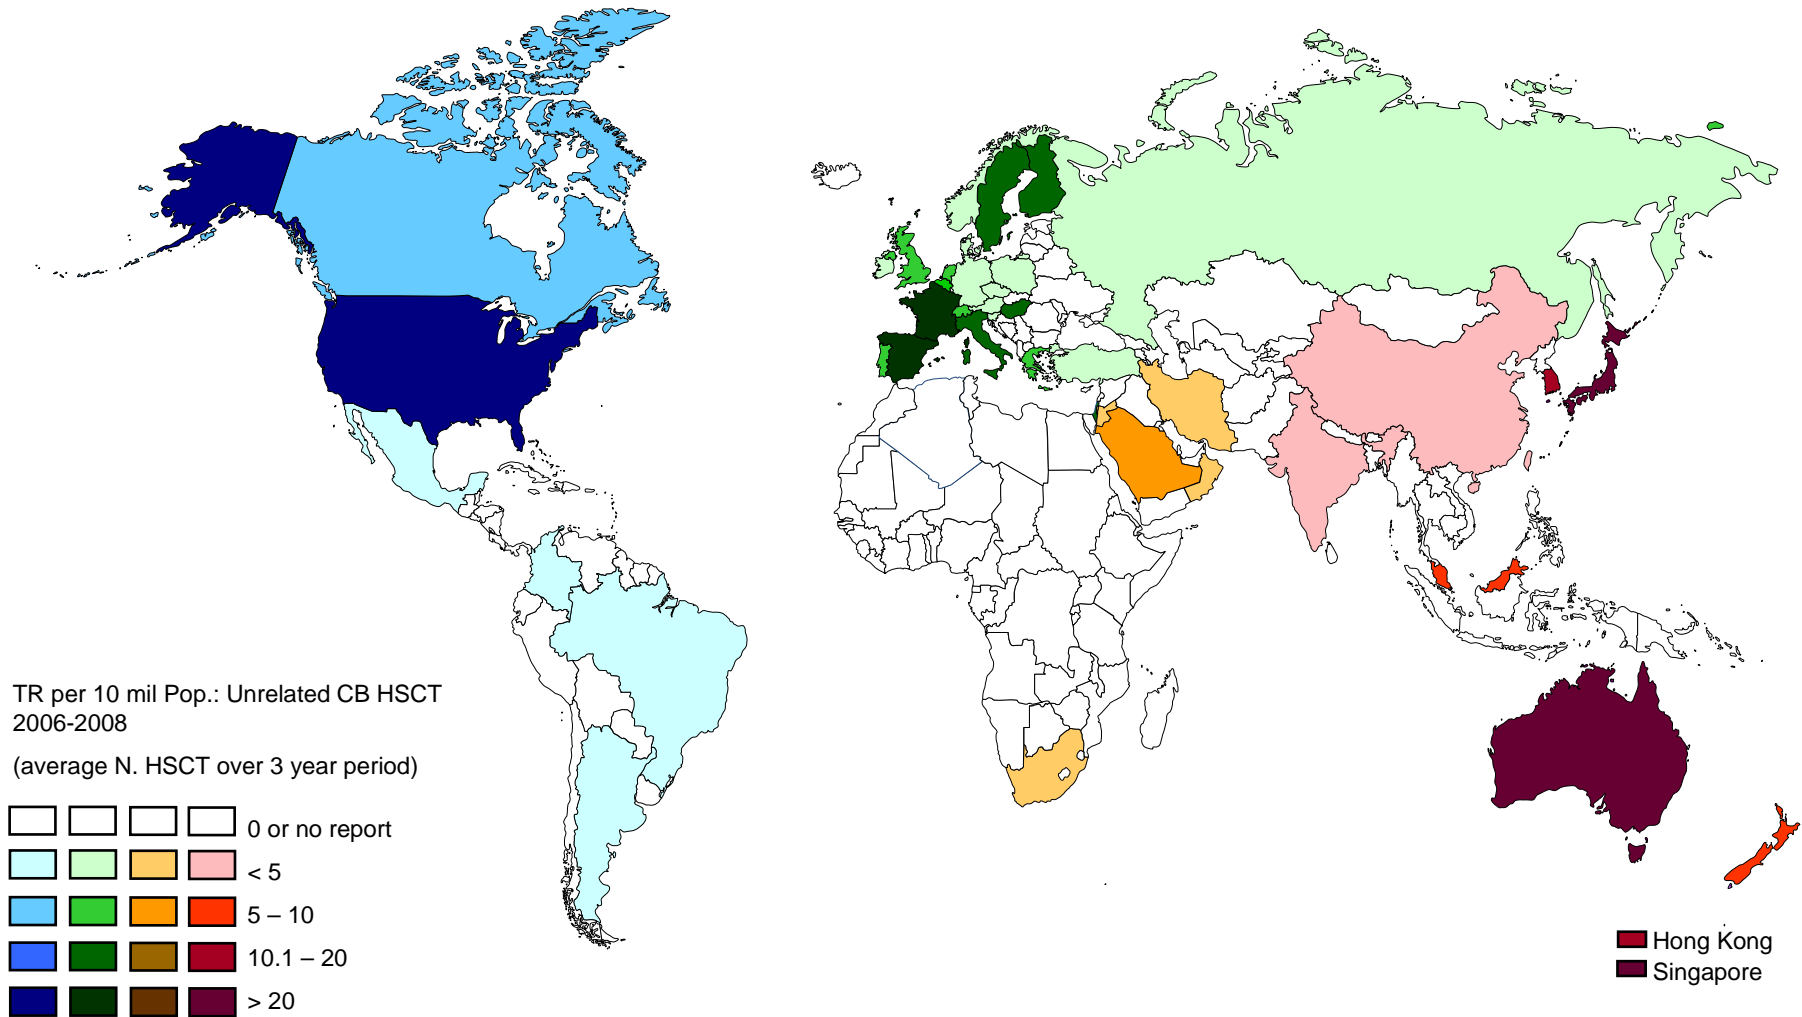 TR per 10 mil Pop.: Unrelated CB HSCT
2006-2008
(average N. HSCT over 3 year period)
0 or no report
< 5
5 – 10
10.1 – 20
> 20
Hong Kong
Singapore